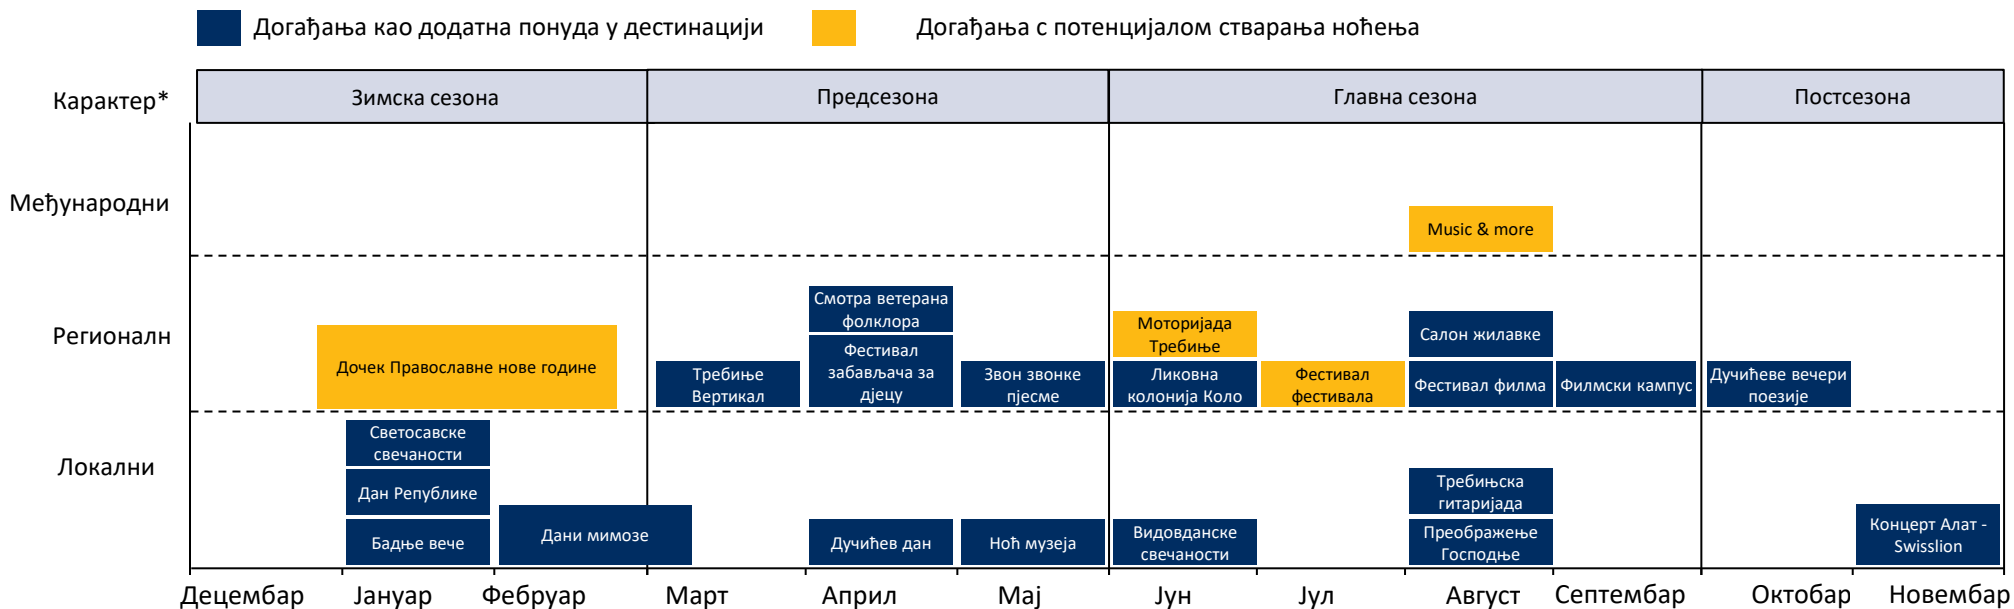 Догађања као додатна понуда у дестинацији
Догађања с потенцијалом стварања ноћења
Карактер*
Зимска сезона
Предсезона
Главна сезона
Постсезона
Међународни
Music & more
Регионалн
Дочек Православне нове године
Требиње
Вертикал
Смотра ветерана
фолклора
Фестивал
забављача за
дјецу
Звон звонке
пјесме
Моторијада
Требиње
Ликовна
колонија Коло
Фестивал
фестивала
Салон жилавке
Фестивал филма
Филмски кампус
Дучићеве вечери
поезије
Локални
Светосавске
свечаности
Дан Републике
Бадње вече
Дани мимозе
Дучићев дан
Ноћ музеја
Видовданске
свечаности
Требињска
гитаријада
Преображење
Господње
Концерт Алат -
Swisslion
Децембар
Јануар
Фебруар
Март
Април
Мај
Јун
Јул
Август
Септембар
Октобар
Новембар